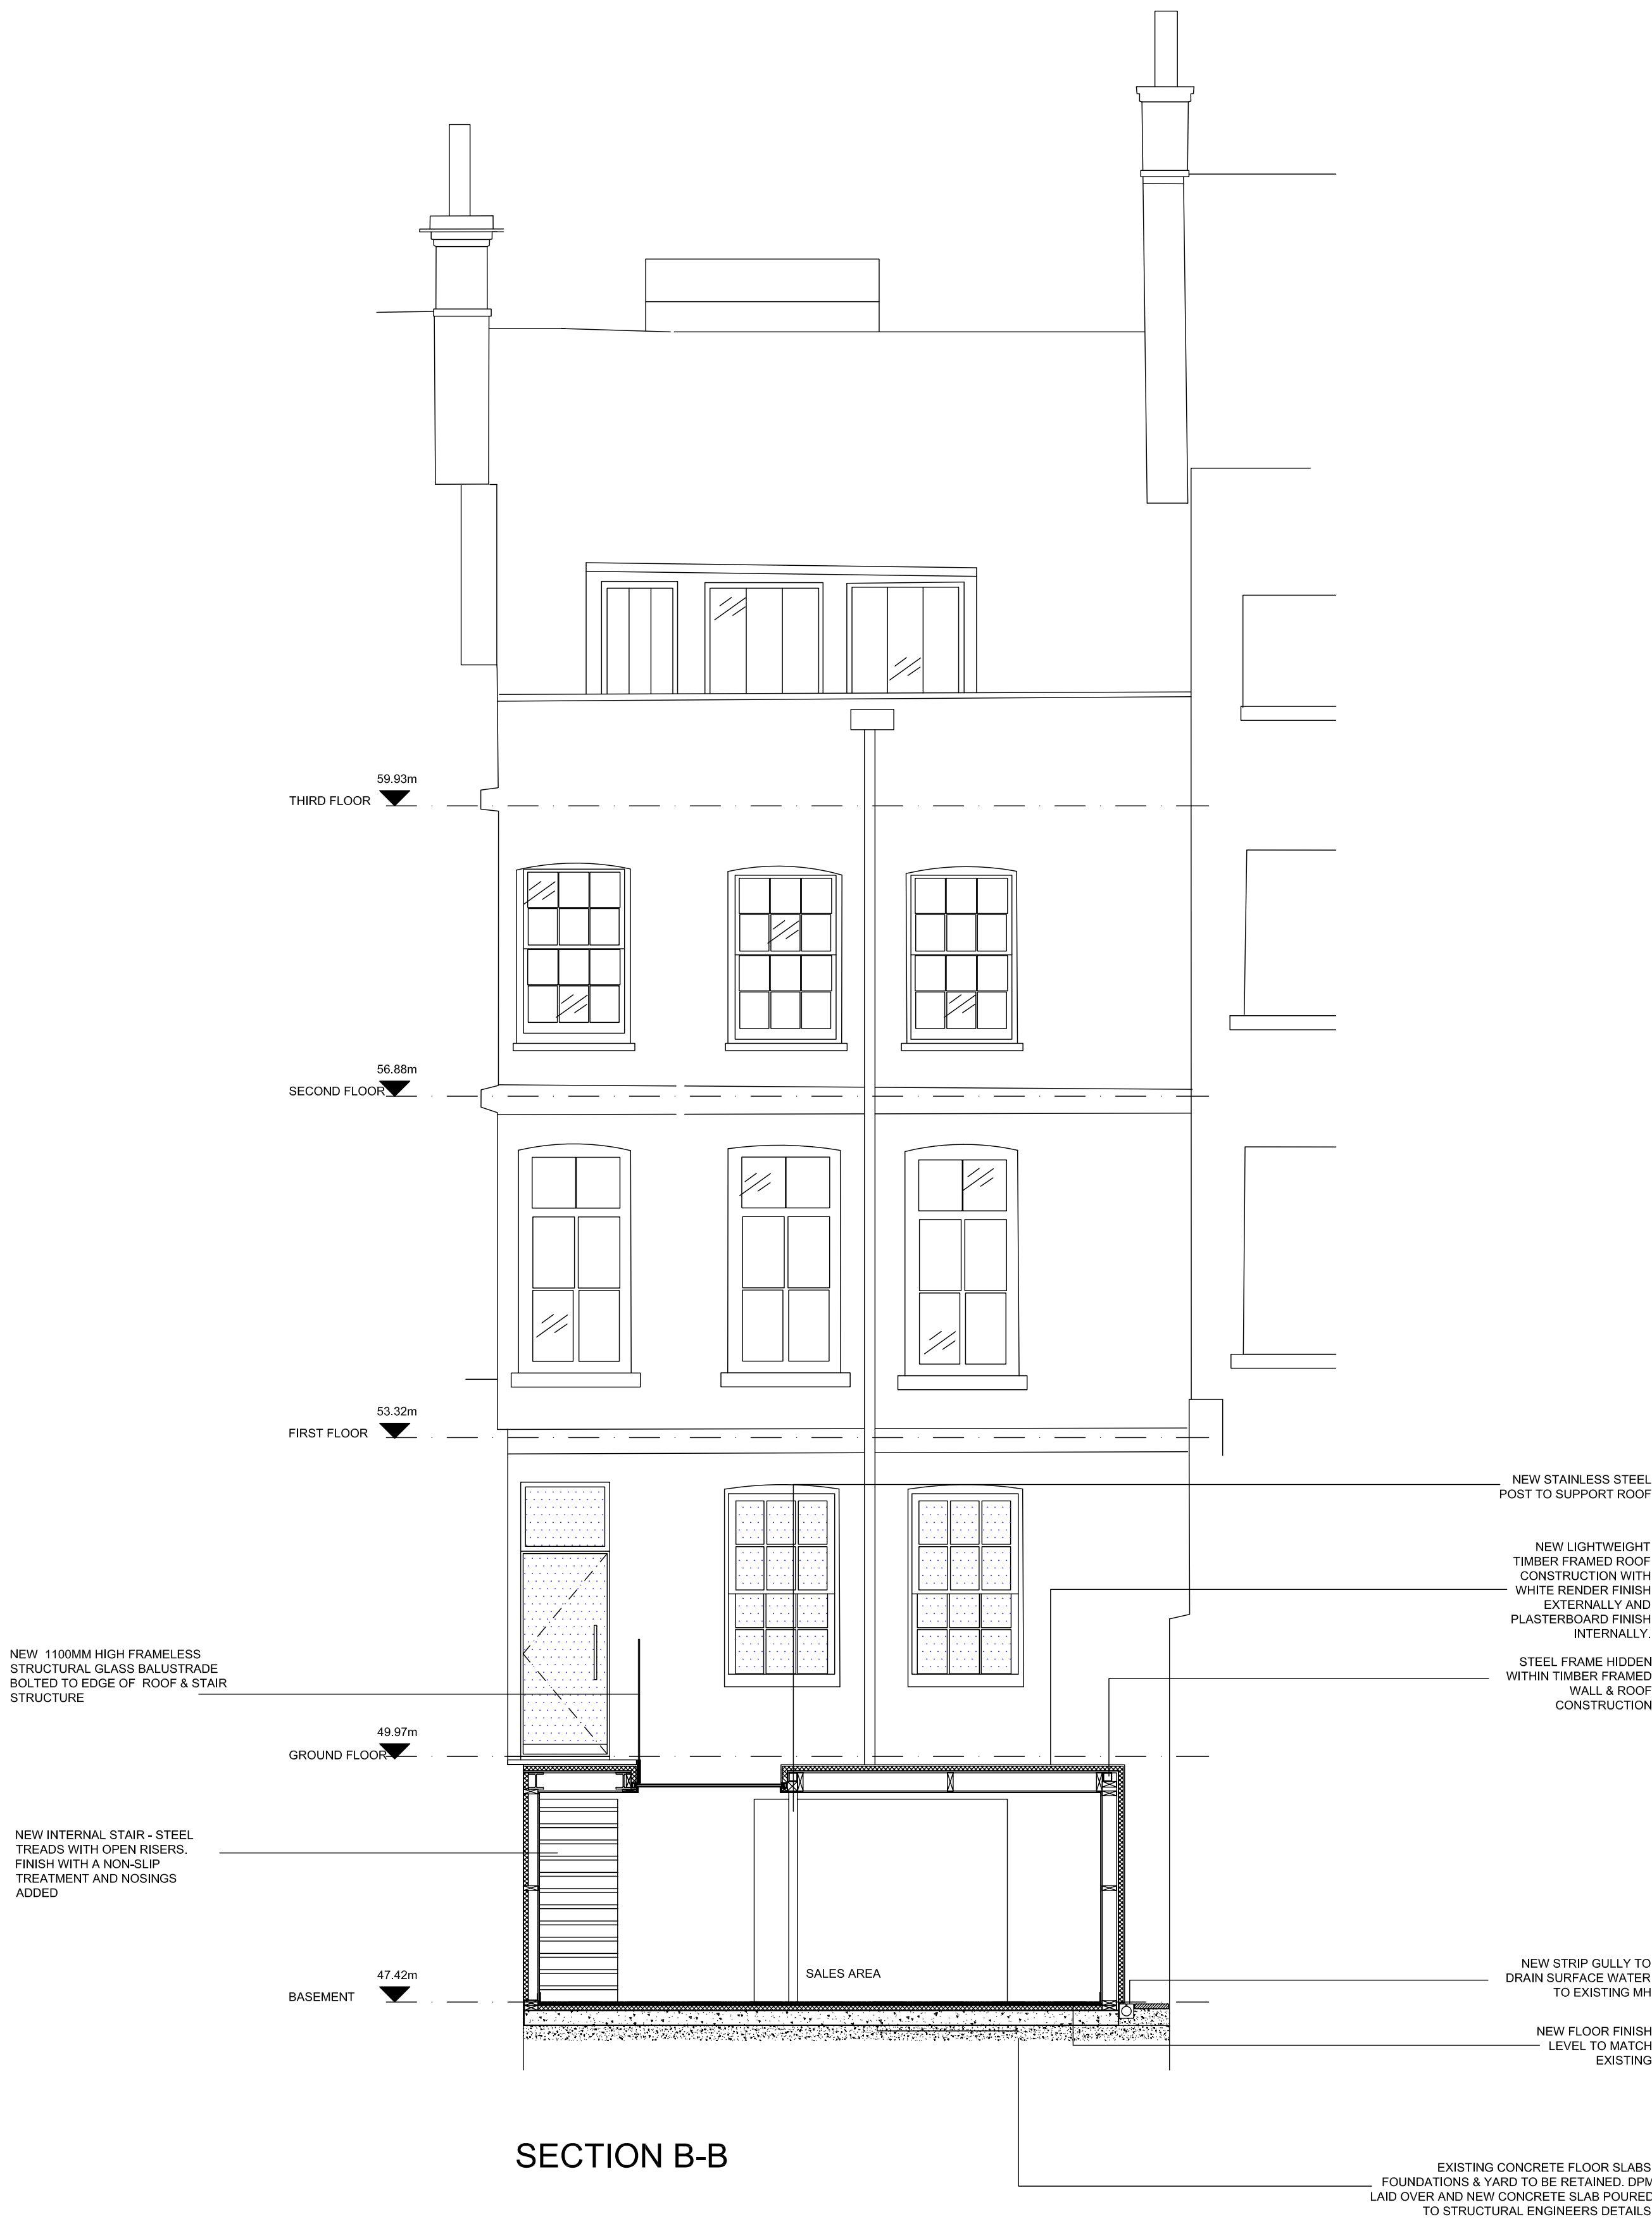 59.93m
THIRD FLOOR
56.88m
SECOND FLOOR
53.32m
FIRST FLOOR
NEW STAINLESS STEEL
POST TO SUPPORT ROOF
NEW LIGHTWEIGHT
TIMBER FRAMED ROOF
CONSTRUCTION WITH
WHITE RENDER FINISH
EXTERNALLY AND
PLASTERBOARD FINISH
INTERNALLY.
NEW 1100MM HIGH FRAMELESS
STRUCTURAL GLASS BALUSTRADE
BOLTED TO EDGE OF ROOF & STAIR
STRUCTURE
STEEL FRAME HIDDEN
WITHIN TIMBER FRAMED
WALL & ROOF
CONSTRUCTION
49.97m
GROUND FLOOR
NEW INTERNAL STAIR - STEEL
TREADS WITH OPEN RISERS.
FINISH WITH A NON-SLIP
TREATMENT AND NOSINGS
ADDED
SALES AREA
47.42m
BASEMENT
NEW STRIP GULLY TO
DRAIN SURFACE WATER
TO EXISTING MH
NEW FLOOR FINISH
LEVEL TO MATCH
EXISTING
SECTION B-B
EXISTING CONCRETE FLOOR SLABS
FOUNDATIONS & YARD TO BE RETAINED. DPM
LAID OVER AND NEW CONCRETE SLAB POURED
TO STRUCTURAL ENGINEERS DETAILS